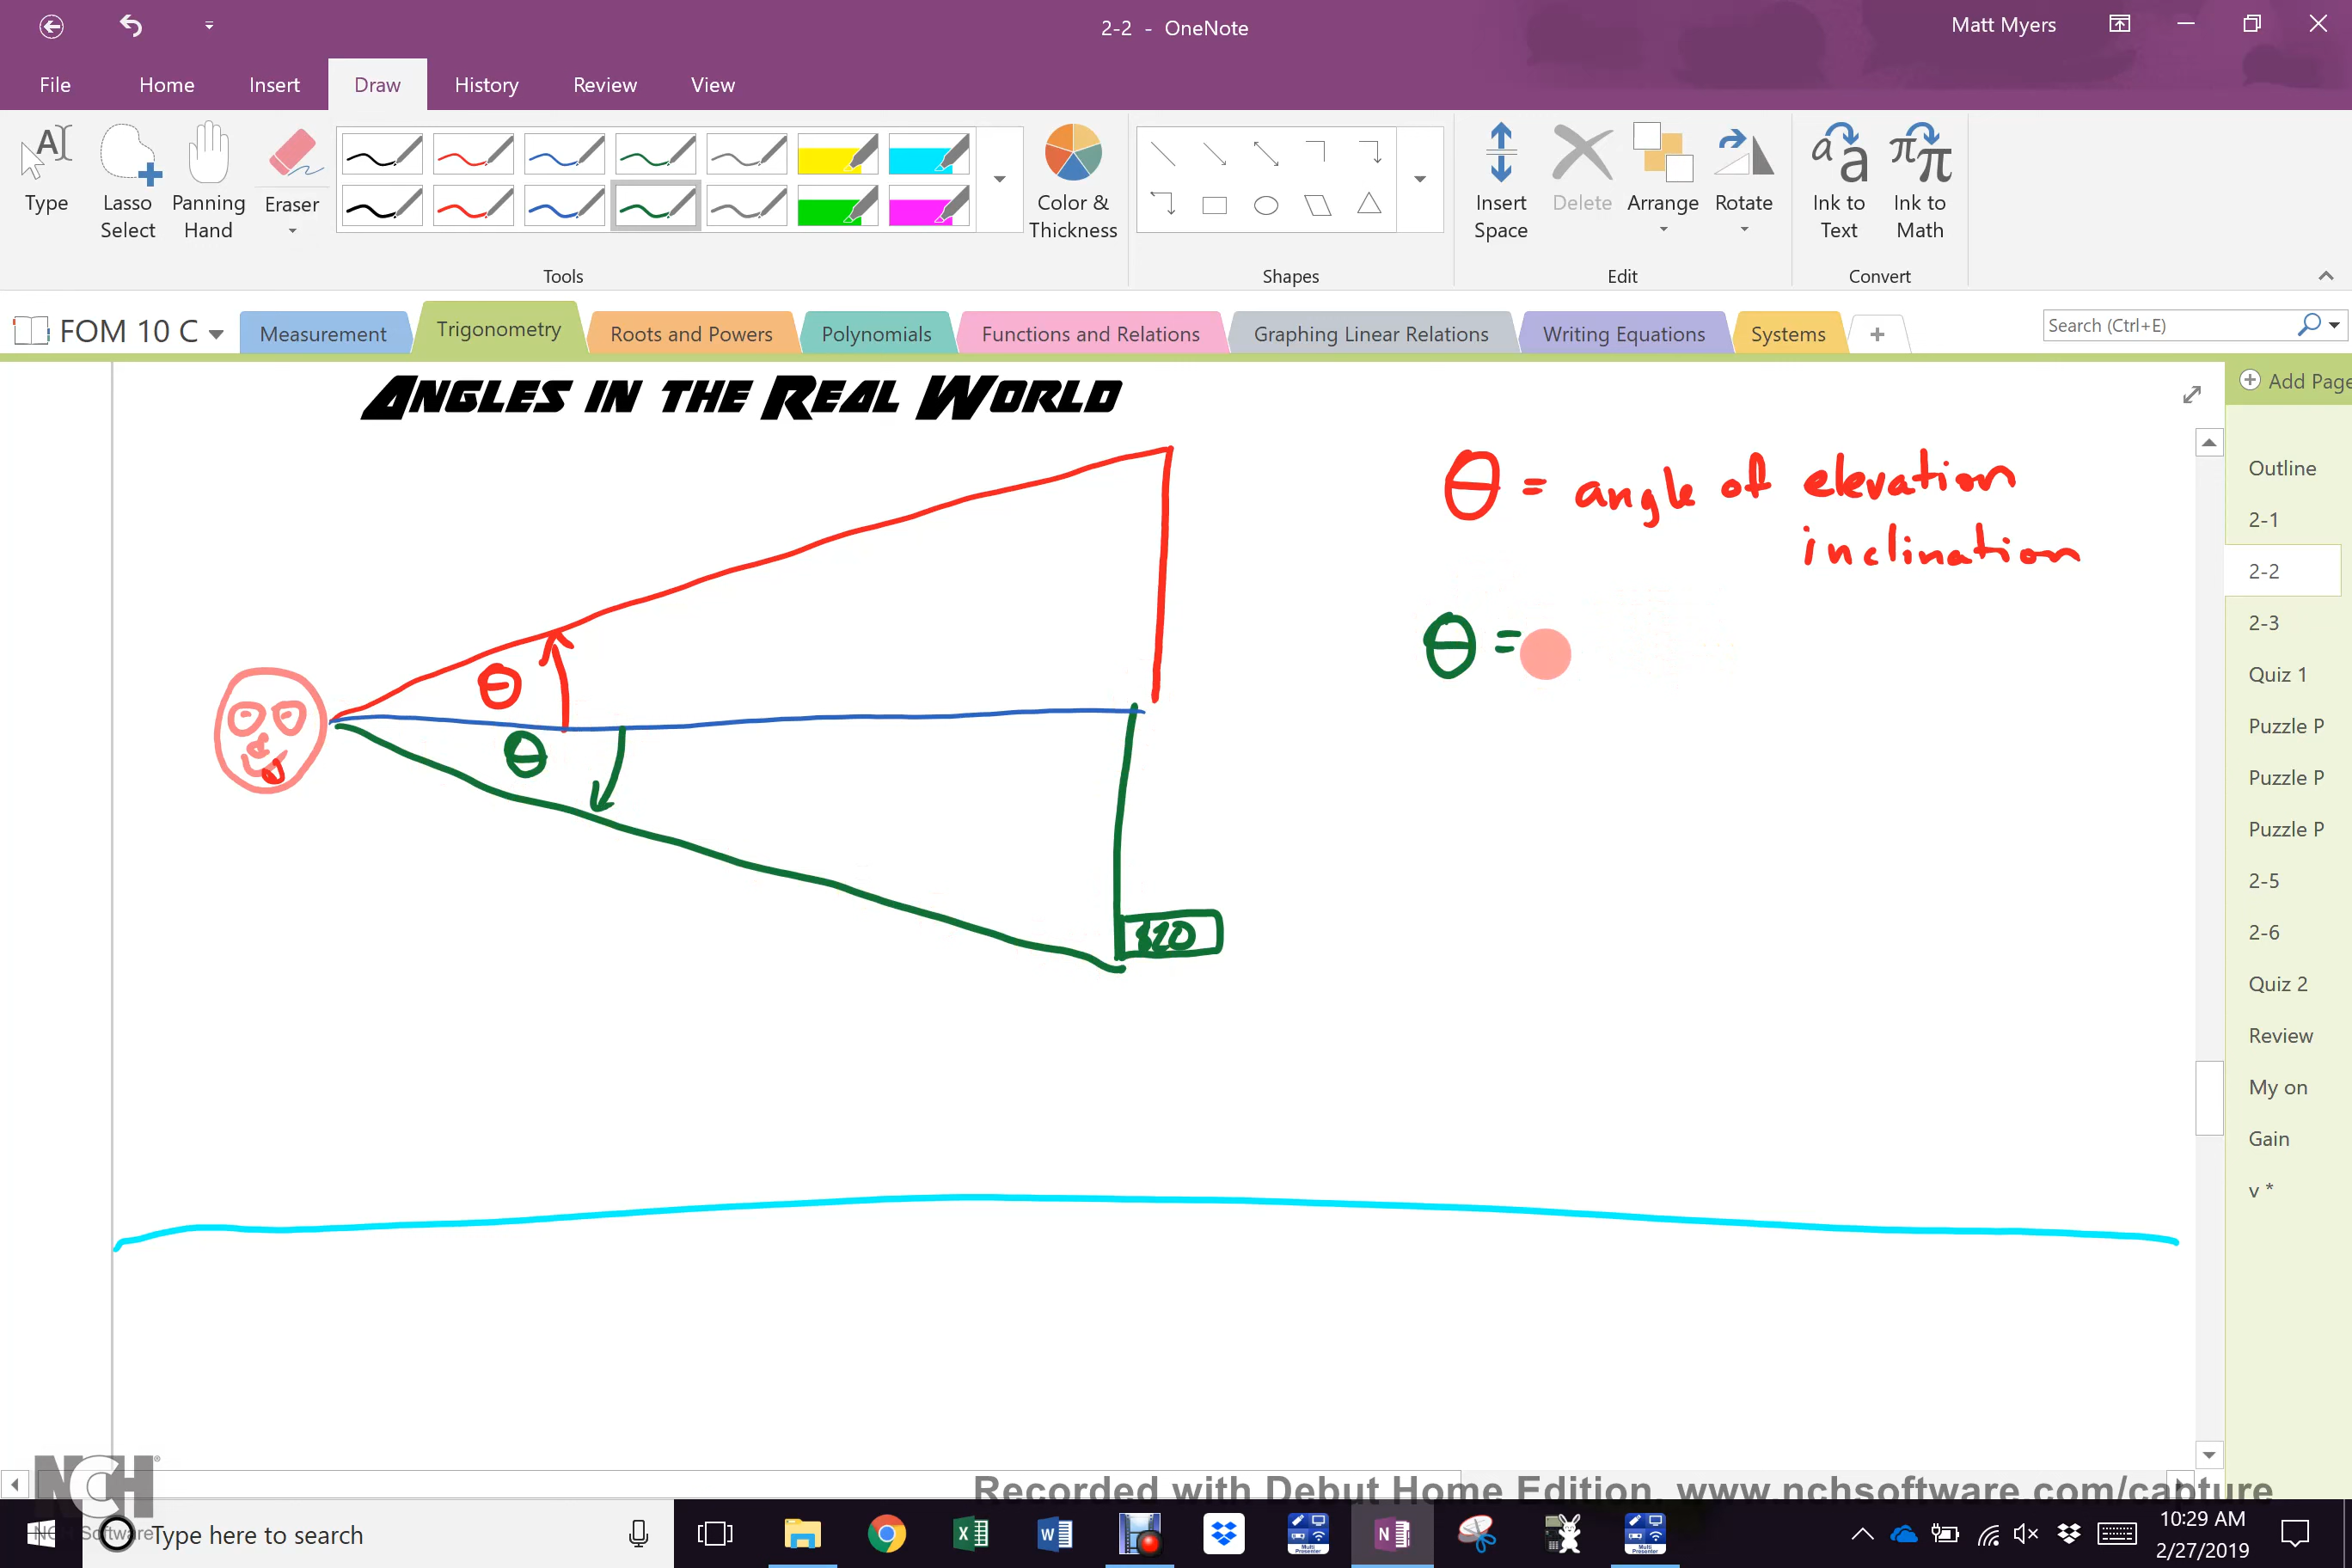 2-2 - OneNote
Matt Myers
File Home Insert Draw History Review View
Type
Lasso Select
Panning Hand
Eraser
Color & Thickness
Insert Space
Delete
Arrange
Rotate
Ink to Text
Ink to Math
Tools
Shapes
Edit
Convert
FOM 10 C
Measurement
Trigonometry
Roots and Powers
Polynomials
Functions and Relations
Graphing Linear Relations
Writing Equations
Systems
Search (Ctrl+E)
Add Page
ANGLES IN THE REAL WORLD
θ = angle of elevation
inclination
θ =
θ
θ
$20
Outline
2-1
2-2
2-3
Quiz 1
Puzzle P
Puzzle P
Puzzle P
2-5
2-6
Quiz 2
Review
My on
Gain
v *
NCH
NCH Software
Recorded with Debut Home Edition. www.nchsoftware.com/capture
Type here to search
10:29 AM
2/27/2019